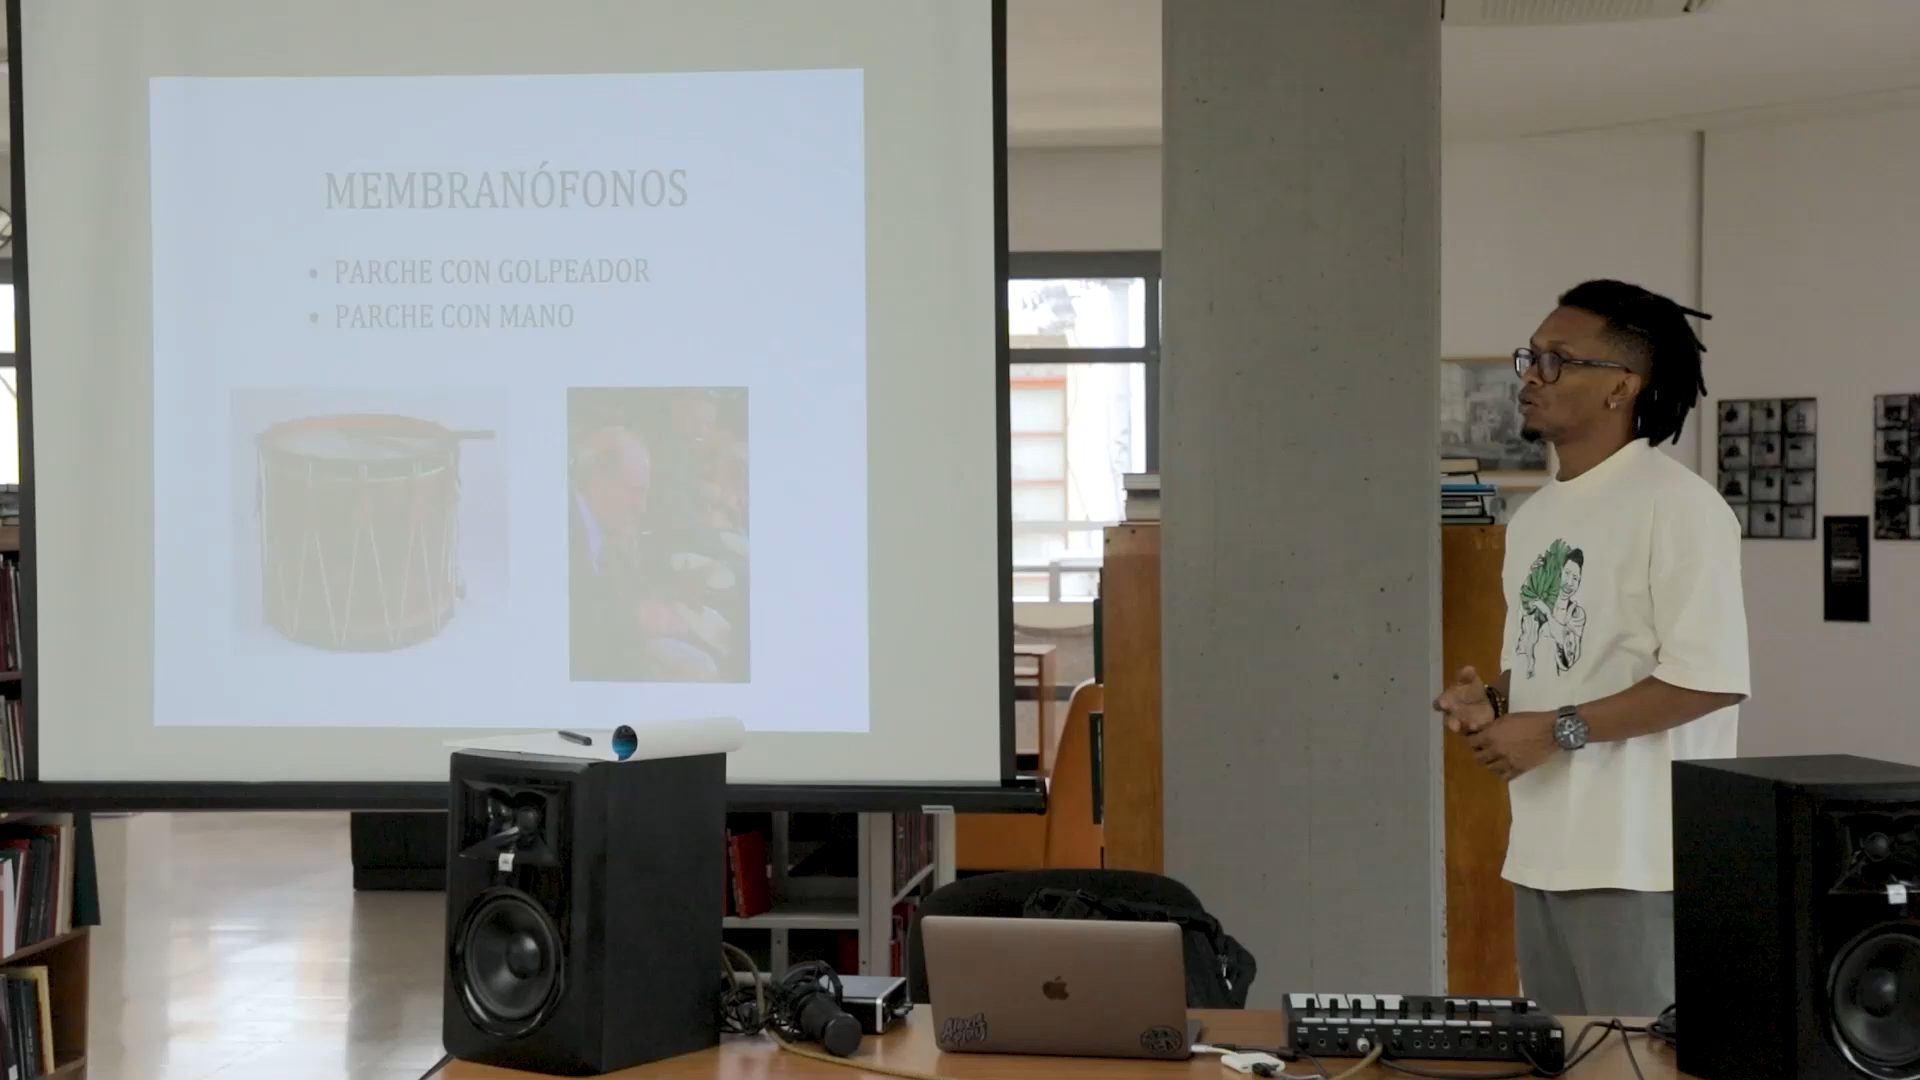 MEMBRANÓFONOS
• PARCHE CON GOLPEADOR
• PARCHE CON MANO